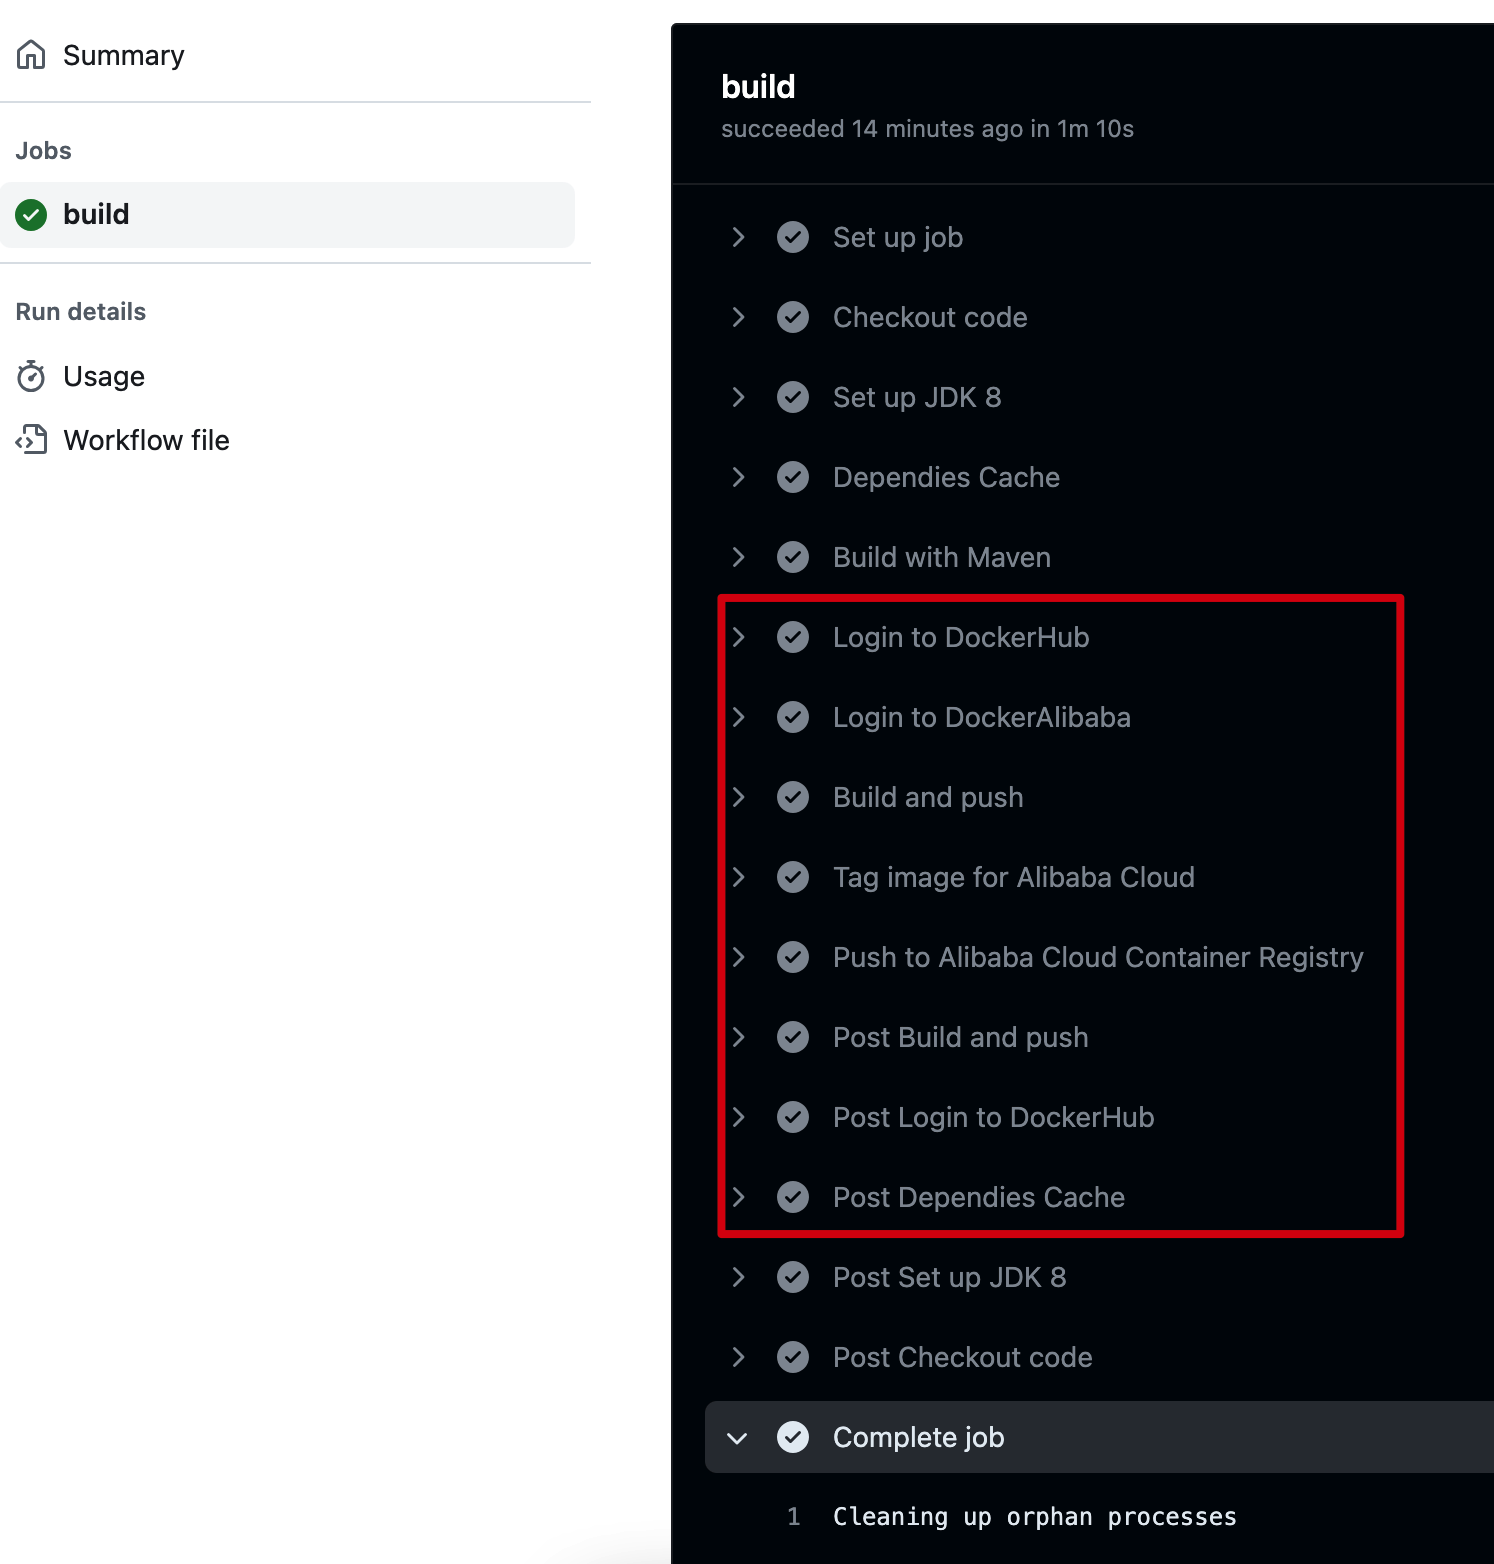 Summary
Jobs
build
Run details
Usage
Workflow file
build
succeeded 14 minutes ago in 1m 10s
Set up job
Checkout code
Set up JDK 8
Dependies Cache
Build with Maven
Login to DockerHub
Login to DockerAlibaba
Build and push
Tag image for Alibaba Cloud
Push to Alibaba Cloud Container Registry
Post Build and push
Post Login to DockerHub
Post Dependies Cache
Post Set up JDK 8
Post Checkout code
Complete job
1 Cleaning up orphan processes